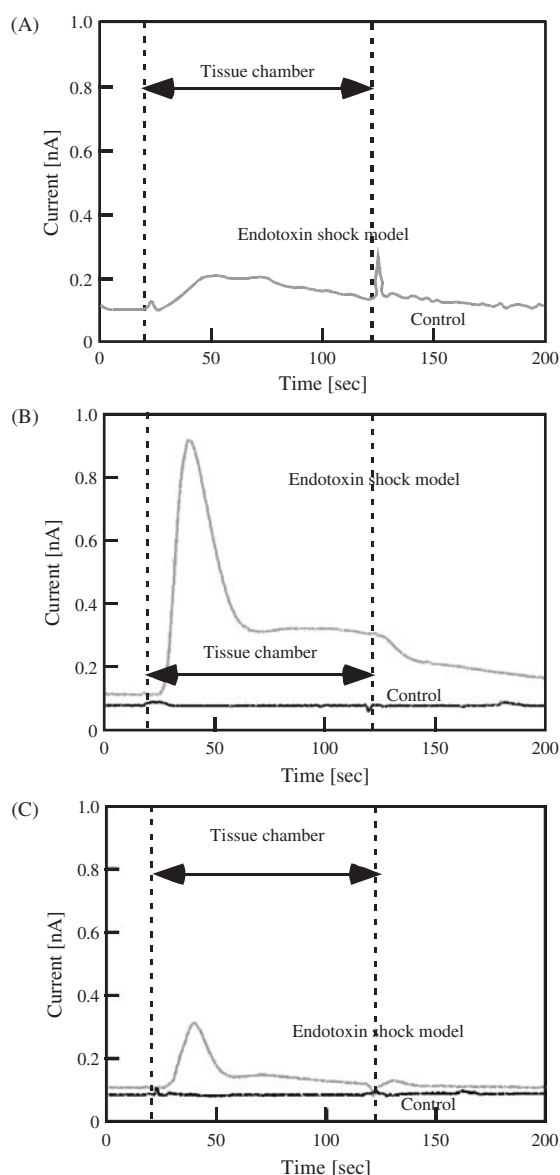 (A)
1.0
Tissue chamber
0.8
Current [nA]
0.6
0.4
Endotoxin shock model
0.2
Control
0
0 50 100 150 200
Time [sec]
(B)
1.0
Endotoxin shock model
0.8
Current [nA]
0.6
0.4
Tissue chamber
0.2
Control
0
0 50 100 150 200
Time [sec]
(C)
1.0
Tissue chamber
0.8
Current [nA]
0.6
0.4
Endotoxin shock model
0.2
Control
0
0 50 100 150 200
Time [sec]